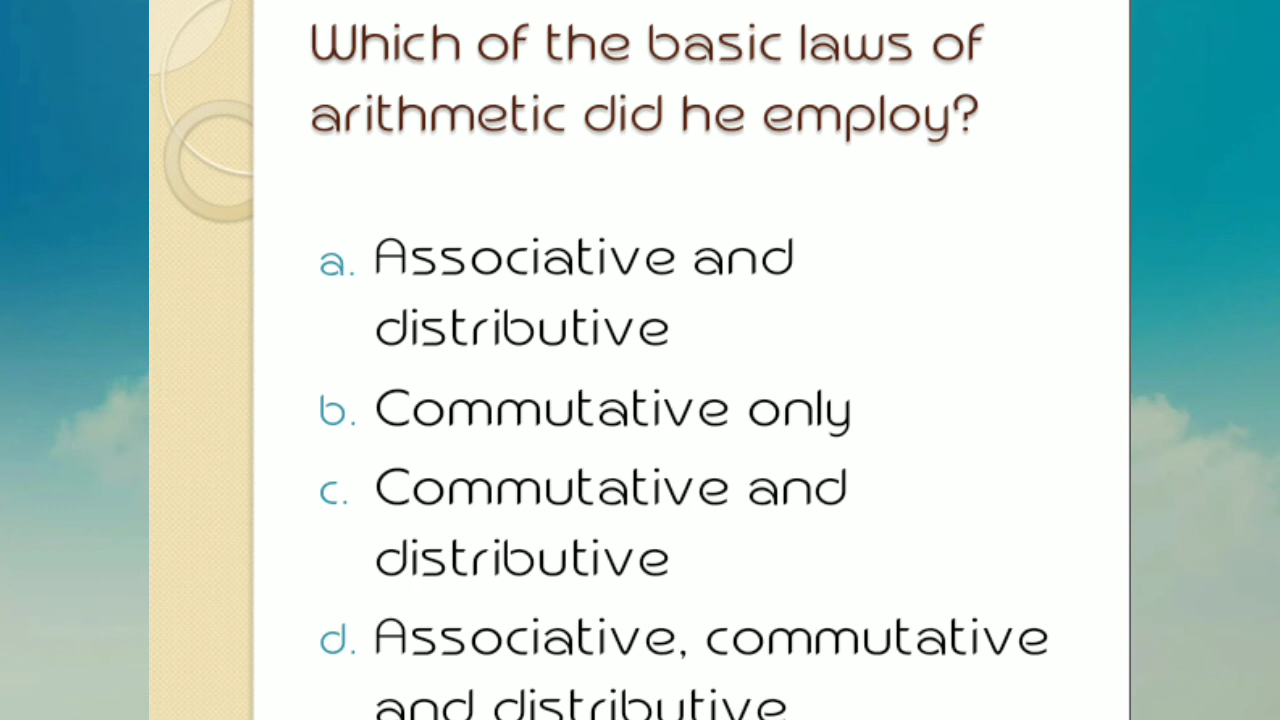 Which of the basic laws of
arithmetic did he employ?
a. Associative and
distributive
b. Commutative only
c. Commutative and
distributive
d. Associative, commutative
and distributive